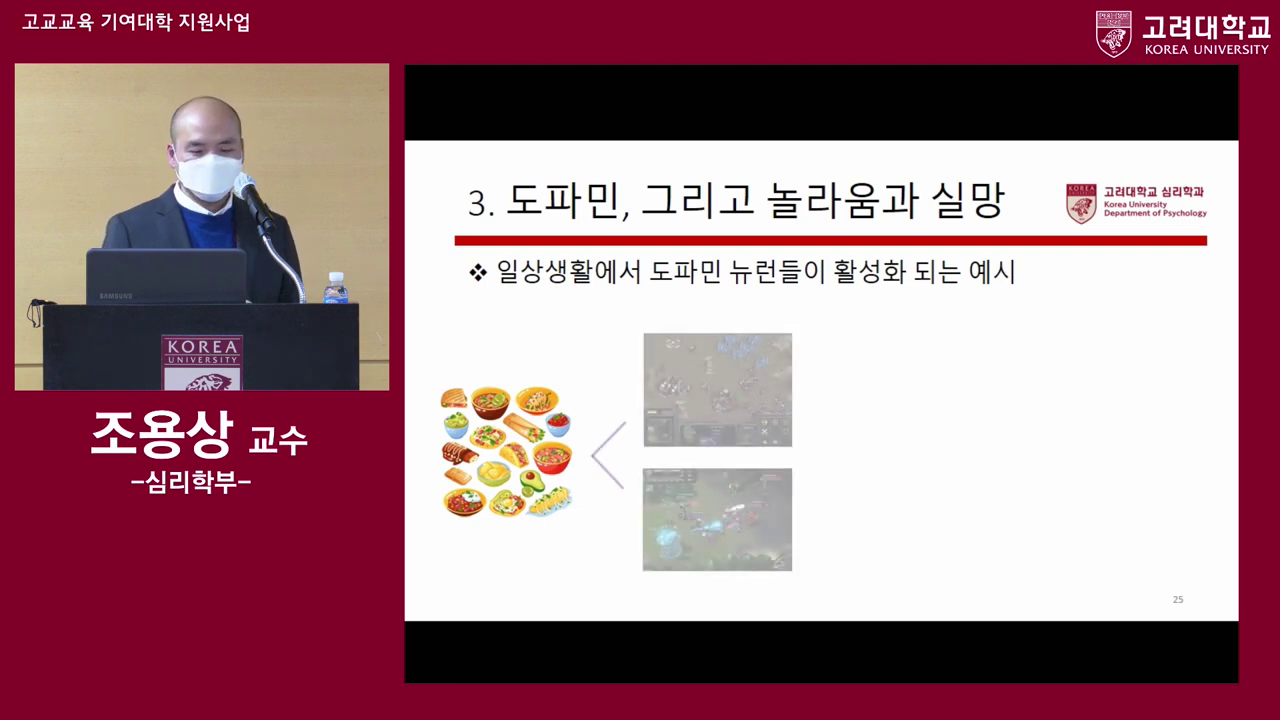 고교교육 기여대학 지원사업
고려대학교
KOREA UNIVERSITY
3. 도파민, 그리고 놀라움과 실망
KOREA
고려대학교 심리학과
Korea University
Department of Psychology
❖ 일상생활에서 도파민 뉴런들이 활성화 되는 예시
SAMSUNG
KOREA
UNIVERSITY
조용상 교수
-심리학부-
25